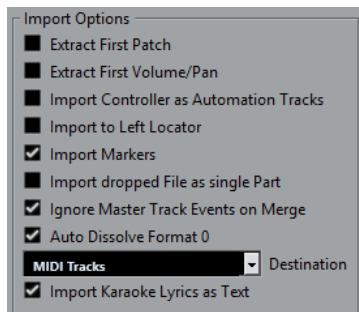 Import Options
Extract First Patch
Extract First Volume/Pan
Import Controller as Automation Tracks
Import to Left Locator
Import Markers
Import dropped File as single Part
Ignore Master Track Events on Merge
Auto Dissolve Format 0
MIDI Tracks Destination
Import Karaoke Lyrics as Text